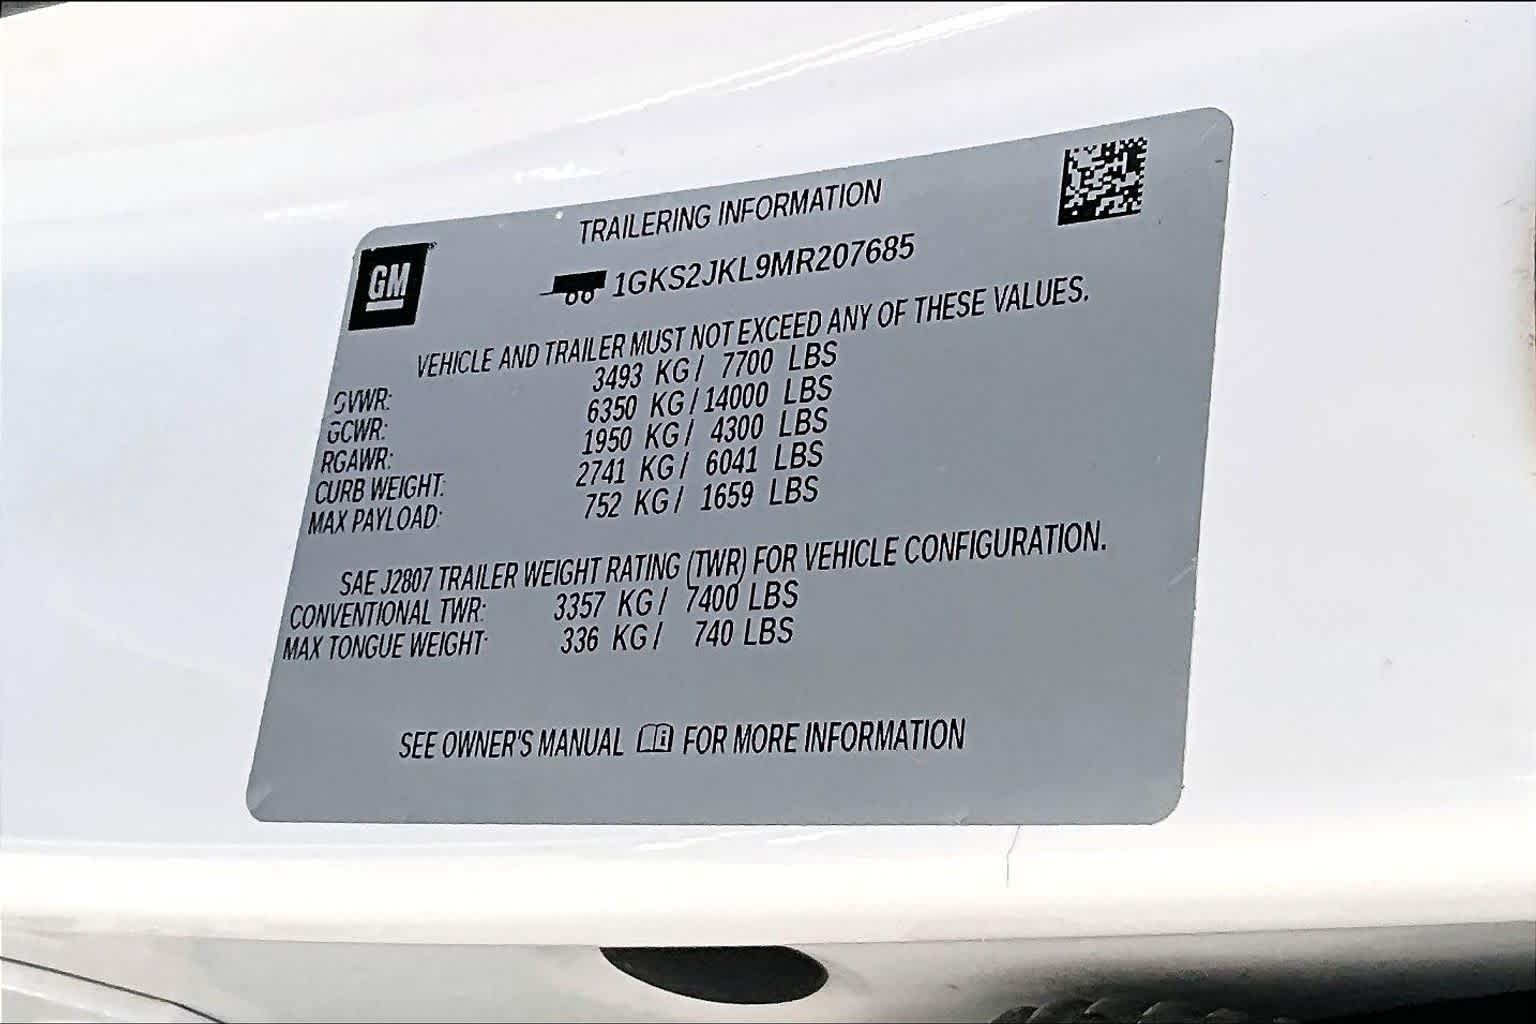 TRAILERING INFORMATION
GM
1GKS2JKL9MR207685
VEHICLE AND TRAILER MUST NOT EXCEED ANY OF THESE VALUES.
GVWR: 3493 KG / 7700 LBS
GCWR: 6350 KG / 14000 LBS
RGAWR: 1950 KG / 4300 LBS
CURB WEIGHT: 2741 KG / 6041 LBS
MAX PAYLOAD: 752 KG / 1659 LBS
SAE J2807 TRAILER WEIGHT RATING (TWR) FOR VEHICLE CONFIGURATION.
CONVENTIONAL TWR: 3357 KG / 7400 LBS
MAX TONGUE WEIGHT: 336 KG / 740 LBS
SEE OWNER'S MANUAL FOR MORE INFORMATION